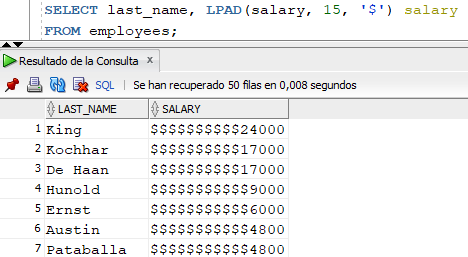 SELECT last_name, LPAD(salary, 15, '$') salary
FROM employees;
Resultado de la Consulta x
SQL | Se han recuperado 50 filas en 0,008 segundos
LAST_NAME SALARY
1 King $$$$$$$$$$24000
2 Kochhar $$$$$$$$$$17000
3 De Haan $$$$$$$$$$17000
4 Hunold $$$$$$$$$$$9000
5 Ernst $$$$$$$$$$$6000
6 Austin $$$$$$$$$$$4800
7 Pataballa $$$$$$$$$$$4800